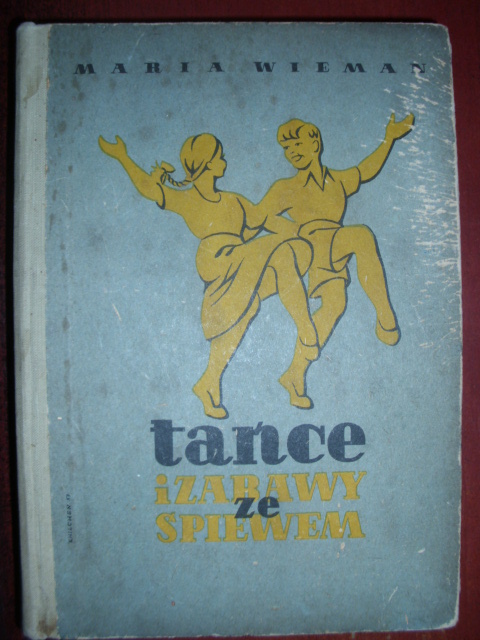 MARIA WIEMAN
tańce
i ZABAWY
ze
ŚPIEWEM